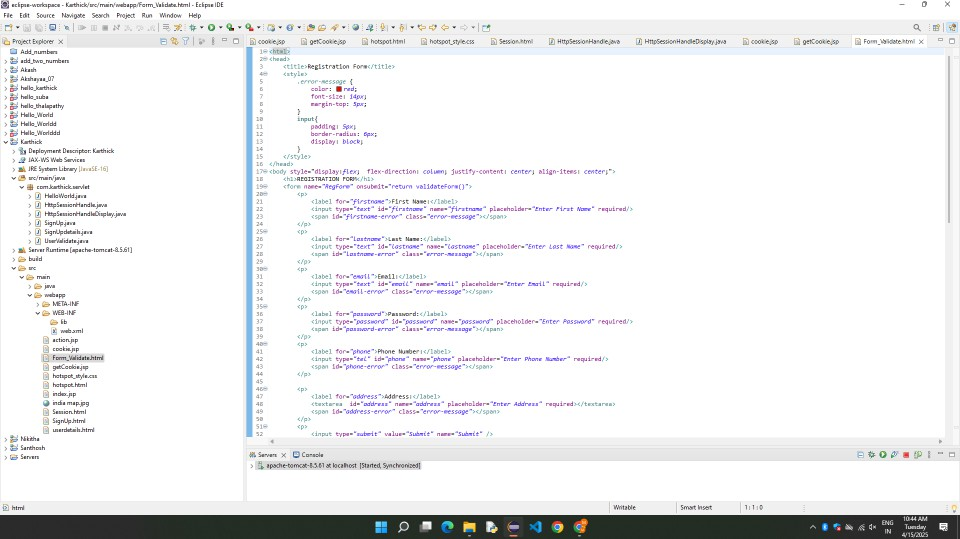 eclipse-workspace - Karthick/src/main/webapp/Form_Validate.html - Eclipse IDE
File Edit Source Navigate Search Project Run Window Help
Project Explorer
Add_numbers
add_two_numbers
Akash
Akshayaa_07
hello_karthick
hello_suba
hello_thalapathy
Hello_World
Hello_Worldd
Hello_Worlddd
Karthick
Deployment Descriptor: Karthick
JAX-WS Web Services
JRE System Library [JavaSE-16]
src/main/java
com.karthick.servlet
HelloWorld.java
HttpSessionHandle.java
HttpSessionHandleDisplay.java
SignUp.java
SignUpdetails.java
UserValidate.java
Server Runtime [apache-tomcat-8.5.61]
build
src
main
java
webapp
META-INF
WEB-INF
lib
web.xml
action.jsp
cookie.jsp
Form_Validate.html
getCookie.jsp
hotspot_style.css
hotspot.html
index.jsp
india map.jpg
Session.html
SignUp.html
userdetails.html
Nikitha
Santhosh
Servers
cookie.jsp getCookie.jsp hotspot.html hotspot_style.css Session.html HttpSessionHandle.java HttpSessionHandleDisplay.java cookie.jsp getCookie.jsp Form_Validate.html
1 <html>
2 <head>
3 <title>Registration Form</title>
4 <style>
5 .error-message {
6 color: red;
7 font-size: 14px;
8 margin-top: 5px;
9 }
10 input{
11 padding: 5px;
12 border-radius: 6px;
13 display: block;
14 }
15 </style>
16 </head>
17 <body style="display:flex; flex-direction: column; justify-content: center; align-items: center;">
18 <h1>REGISTRATION FORM</h1>
19 <form name="RegForm" onsubmit="return validateForm()">
20 <p>
21 <label for="firstname">First Name:</label>
22 <input type="text" id="firstname" name="firstname" placeholder="Enter First Name" required/>
23 <span id="firstname-error" class="error-message"></span>
24 </p>
25 <p>
26 <label for="lastname">Last Name:</label>
27 <input type="text" id="lastname" name="lastname" placeholder="Enter Last Name" required/>
28 <span id="lastname-error" class="error-message"></span>
29 </p>
30 <p>
31 <label for="email">Email:</label>
32 <input type="text" id="email" name="email" placeholder="Enter Email" required/>
33 <span id="email-error" class="error-message"></span>
34 </p>
35 <p>
36 <label for="password">Password:</label>
37 <input type="password" id="password" name="password" placeholder="Enter Password" required/>
38 <span id="password-error" class="error-message"></span>
39 </p>
40 <p>
41 <label for="phone">Phone Number:</label>
42 <input type="tel" id="phone" name="phone" placeholder="Enter Phone Number" required/>
43 <span id="phone-error" class="error-message"></span>
44 </p>
45
46 <p>
47 <label for="address">Address:</label>
48 <textarea id="address" name="address" placeholder="Enter Address" required></textarea>
49 <span id="address-error" class="error-message"></span>
50 </p>
51 <p>
52 <input type="submit" value="Submit" name="Submit" />
Servers Console
apache-tomcat-8.5.61 at localhost [Started, Synchronized]
html Writable Smart Insert 1 : 1 : 0
ENG
IN
10:44 AM
Tuesday
4/15/2025